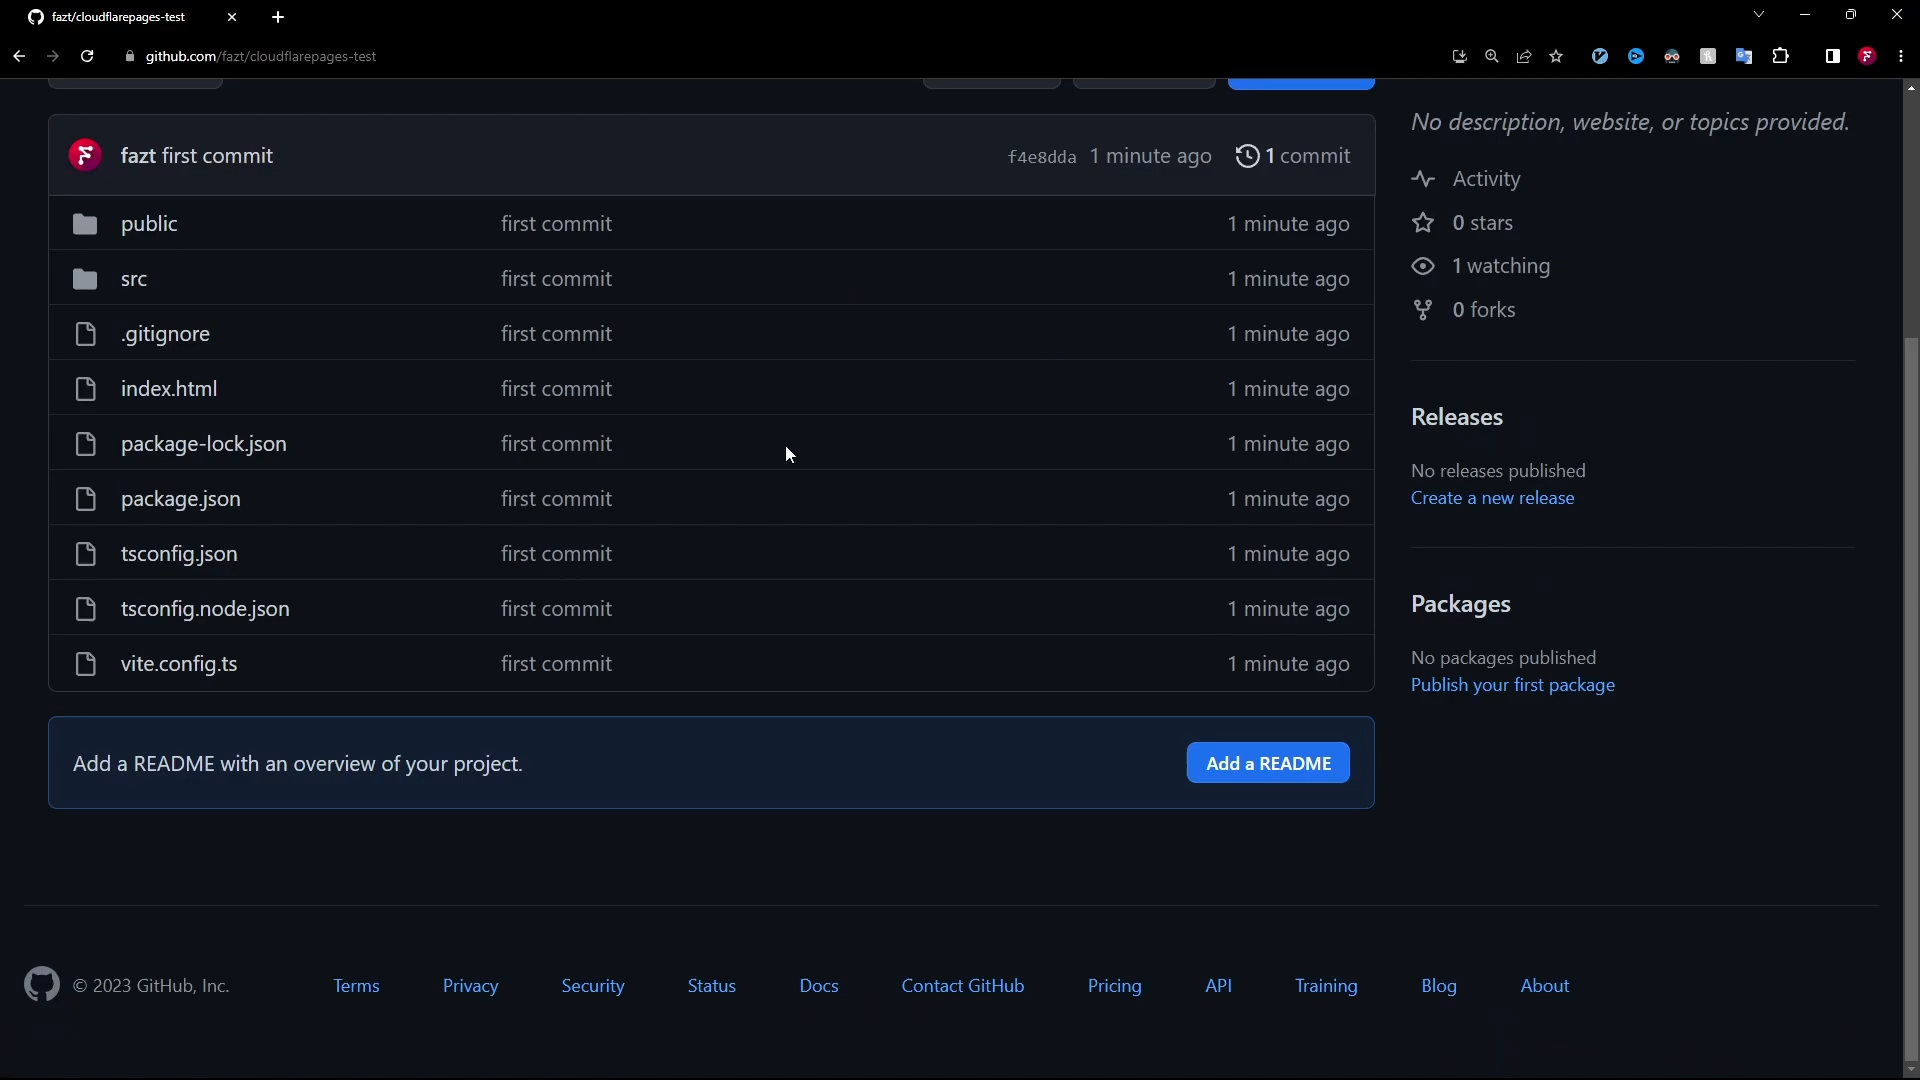 fazt/cloudflarepages-test
github.com/fazt/cloudflarepages-test
No description, website, or topics provided.
fazt first commit f4e8dda 1 minute ago 1 commit
public first commit 1 minute ago
src first commit 1 minute ago
.gitignore first commit 1 minute ago
index.html first commit 1 minute ago
package-lock.json first commit 1 minute ago
package.json first commit 1 minute ago
tsconfig.json first commit 1 minute ago
tsconfig.node.json first commit 1 minute ago
vite.config.ts first commit 1 minute ago
Activity
0 stars
1 watching
0 forks
Releases
No releases published
Create a new release
Packages
No packages published
Publish your first package
Add a README with an overview of your project. Add a README
© 2023 GitHub, Inc. Terms Privacy Security Status Docs Contact GitHub Pricing API Training Blog About